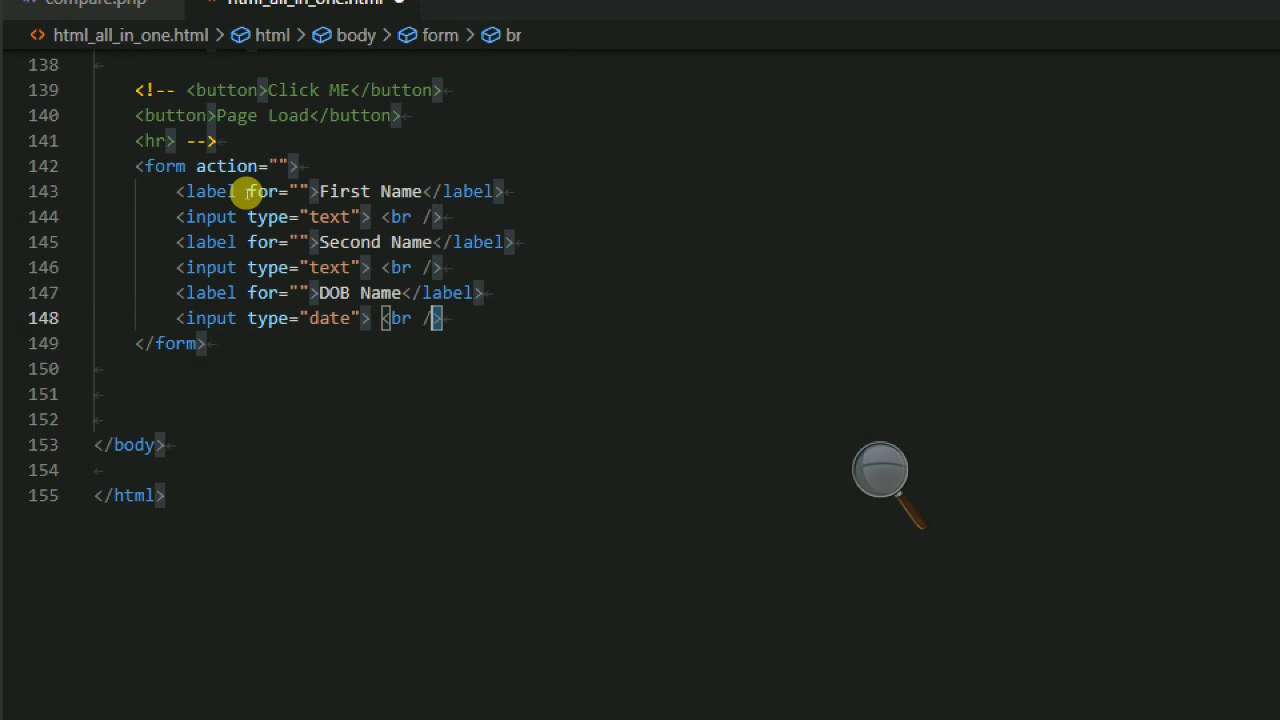 compare.php html_all_in_one.html
html_all_in_one.html > html > body > form > br
138
139 <!-- <button>Click ME</button>
140 <button>Page Load</button>
141 <hr> -->
142 <form action="">
143 <label for="">First Name</label>
144 <input type="text"> <br />
145 <label for="">Second Name</label>
146 <input type="text"> <br />
147 <label for="">DOB Name</label>
148 <input type="date"> <br />
149 </form>
150
151
152
153 </body>
154
155 </html>